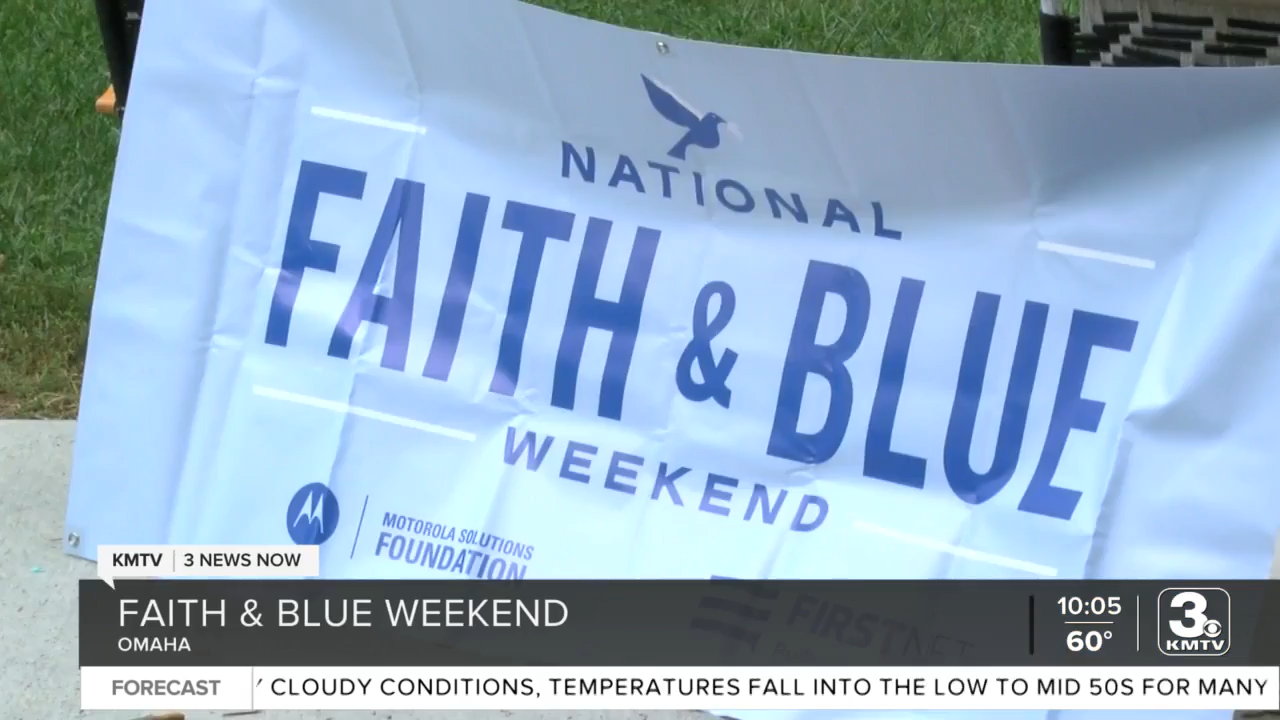 NATIONAL
FAITH & BLUE
WEEKEND
MOTOROLA SOLUTIONS
FOUNDATION
FIRSTNET
KMTV 3 NEWS NOW
FAITH & BLUE WEEKEND
OMAHA
10:05
60°
3
KMTV
FORECAST CLOUDY CONDITIONS, TEMPERATURES FALL INTO THE LOW TO MID 50S FOR MANY